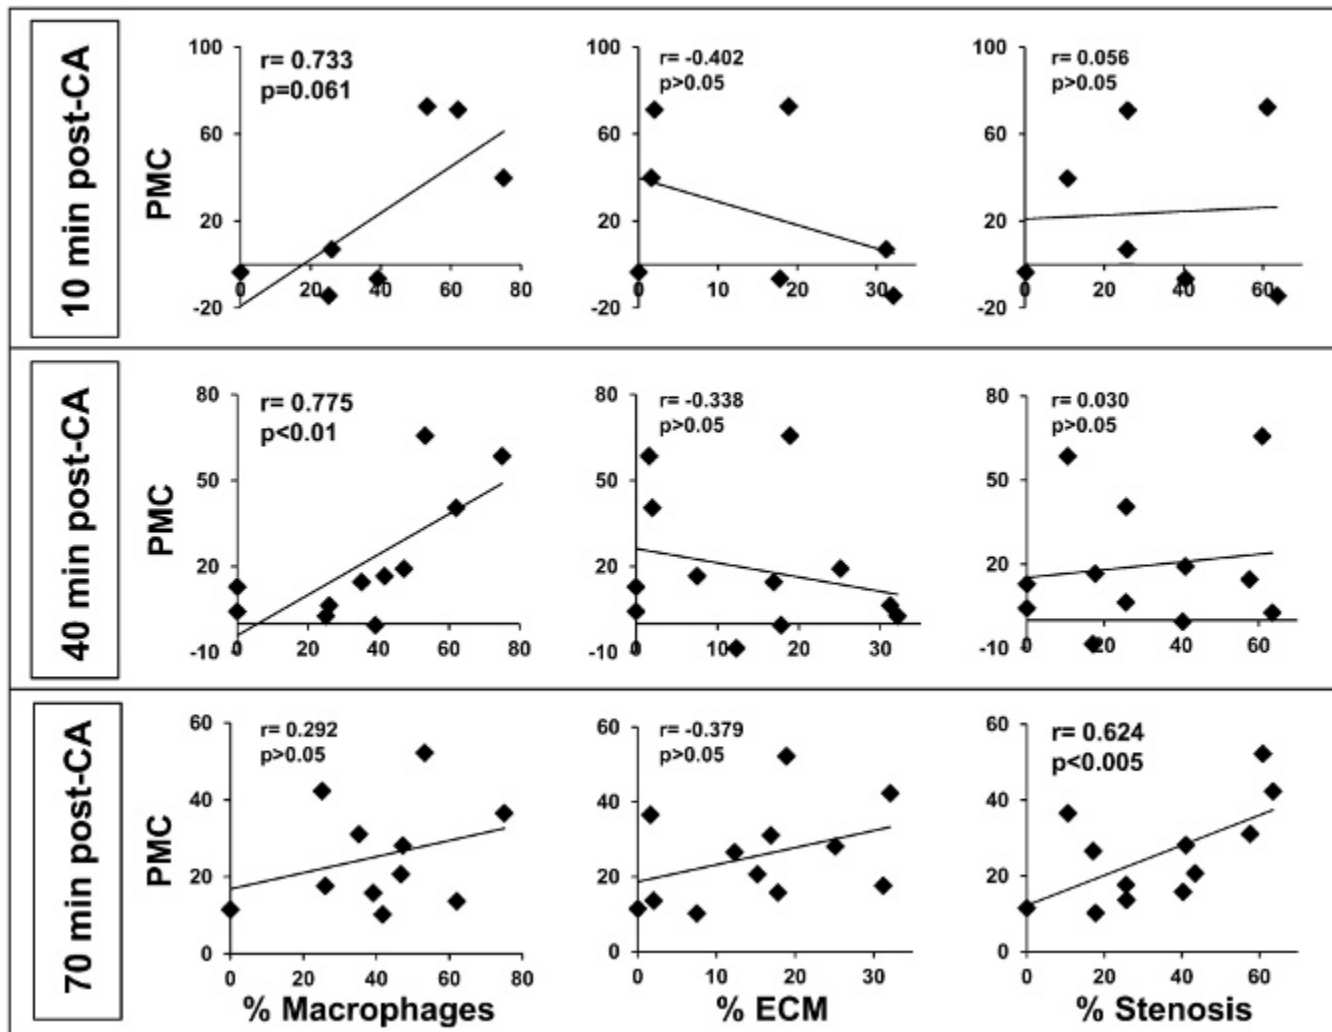 10 min post-CA
PMC
100
60
20
-20
0
20
40
60
80
r= 0.733
p=0.061
100
60
20
-20
0
10
20
30
r= -0.402
p>0.05
100
60
20
-20
0
20
40
60
r= 0.056
p>0.05
40 min post-CA
PMC
80
50
20
-10
0
20
40
60
80
r= 0.775
p<0.01
80
50
20
-10
0
10
20
30
r= -0.338
p>0.05
80
50
20
-10
0
20
40
60
r= 0.030
p>0.05
70 min post-CA
PMC
60
40
20
0
0
20
40
60
80
r= 0.292
p>0.05
% Macrophages
60
40
20
0
0
10
20
30
r= -0.379
p>0.05
% ECM
60
40
20
0
0
20
40
60
r= 0.624
p<0.005
% Stenosis